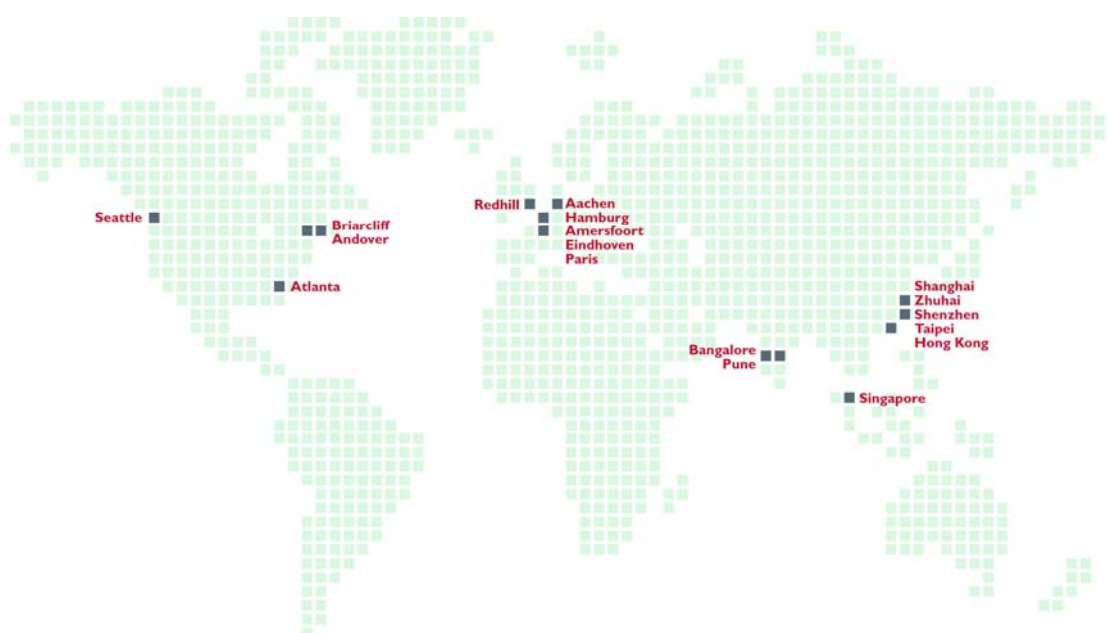 Seattle
Briarcliff
Andover
Atlanta
Redhill
Aachen
Hamburg
Amersfoort
Eindhoven
Paris
Bangalore
Pune
Shanghai
Zhuhai
Shenzhen
Taipei
Hong Kong
Singapore